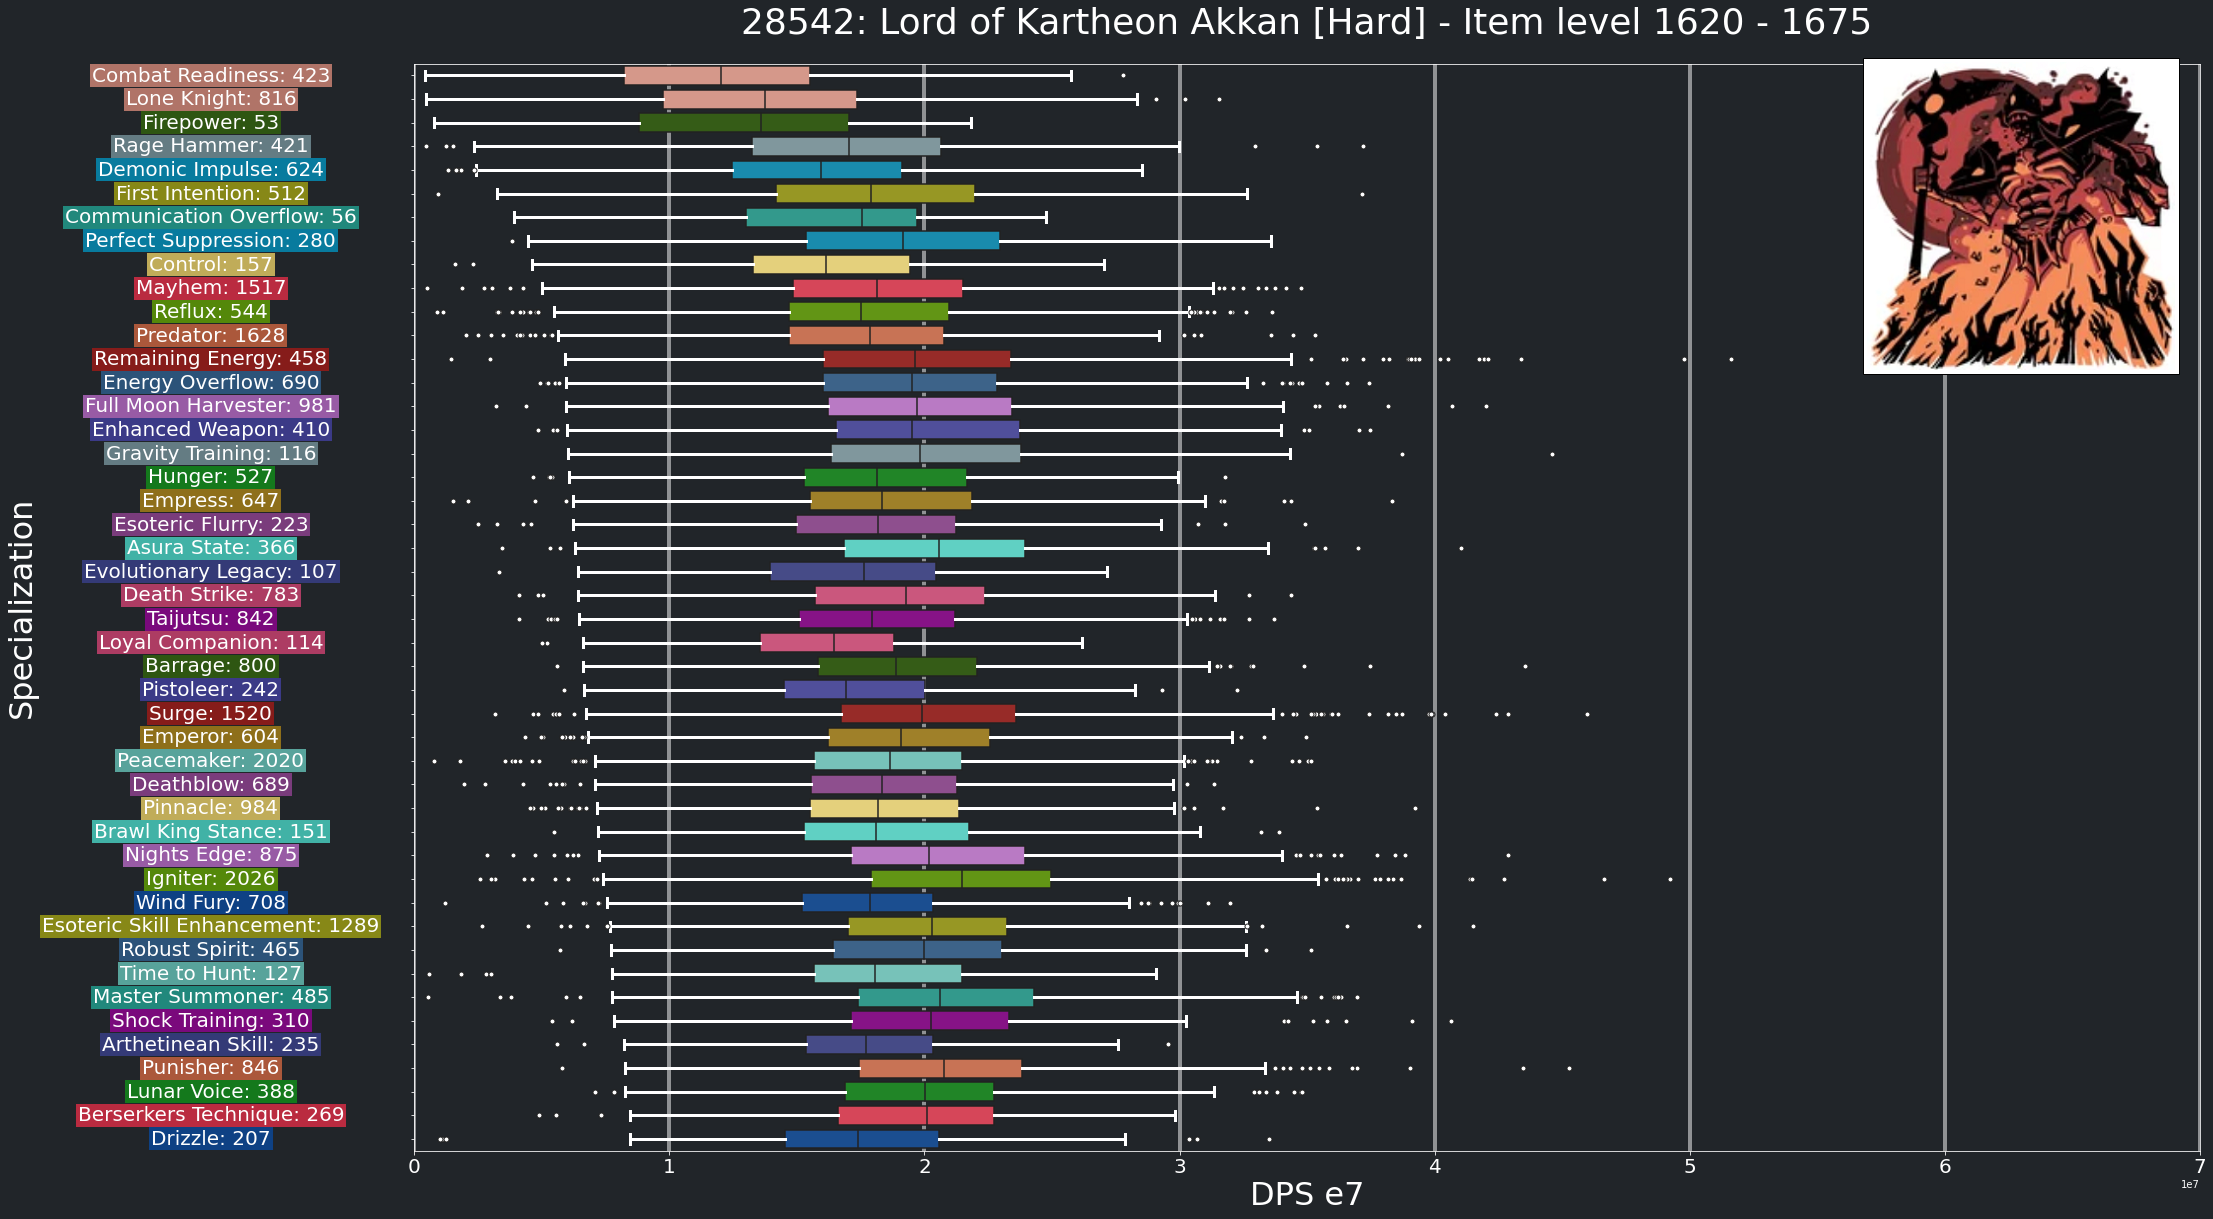 28542: Lord of Kartheon Akkan [Hard] - Item level 1620 - 1675
Specialization
Combat Readiness: 423
Lone Knight: 816
Firepower: 53
Rage Hammer: 421
Demonic Impulse: 624
First Intention: 512
Communication Overflow: 56
Perfect Suppression: 280
Control: 157
Mayhem: 1517
Reflux: 544
Predator: 1628
Remaining Energy: 458
Energy Overflow: 690
Full Moon Harvester: 981
Enhanced Weapon: 410
Gravity Training: 116
Hunger: 527
Empress: 647
Esoteric Flurry: 223
Asura State: 366
Evolutionary Legacy: 107
Death Strike: 783
Taijutsu: 842
Loyal Companion: 114
Barrage: 800
Pistoleer: 242
Surge: 1520
Emperor: 604
Peacemaker: 2020
Deathblow: 689
Pinnacle: 984
Brawl King Stance: 151
Nights Edge: 875
Igniter: 2026
Wind Fury: 708
Esoteric Skill Enhancement: 1289
Robust Spirit: 465
Time to Hunt: 127
Master Summoner: 485
Shock Training: 310
Arthetinean Skill: 235
Punisher: 846
Lunar Voice: 388
Berserkers Technique: 269
Drizzle: 207
0 1 2 3 4 5 6 7
1e7
DPS e7